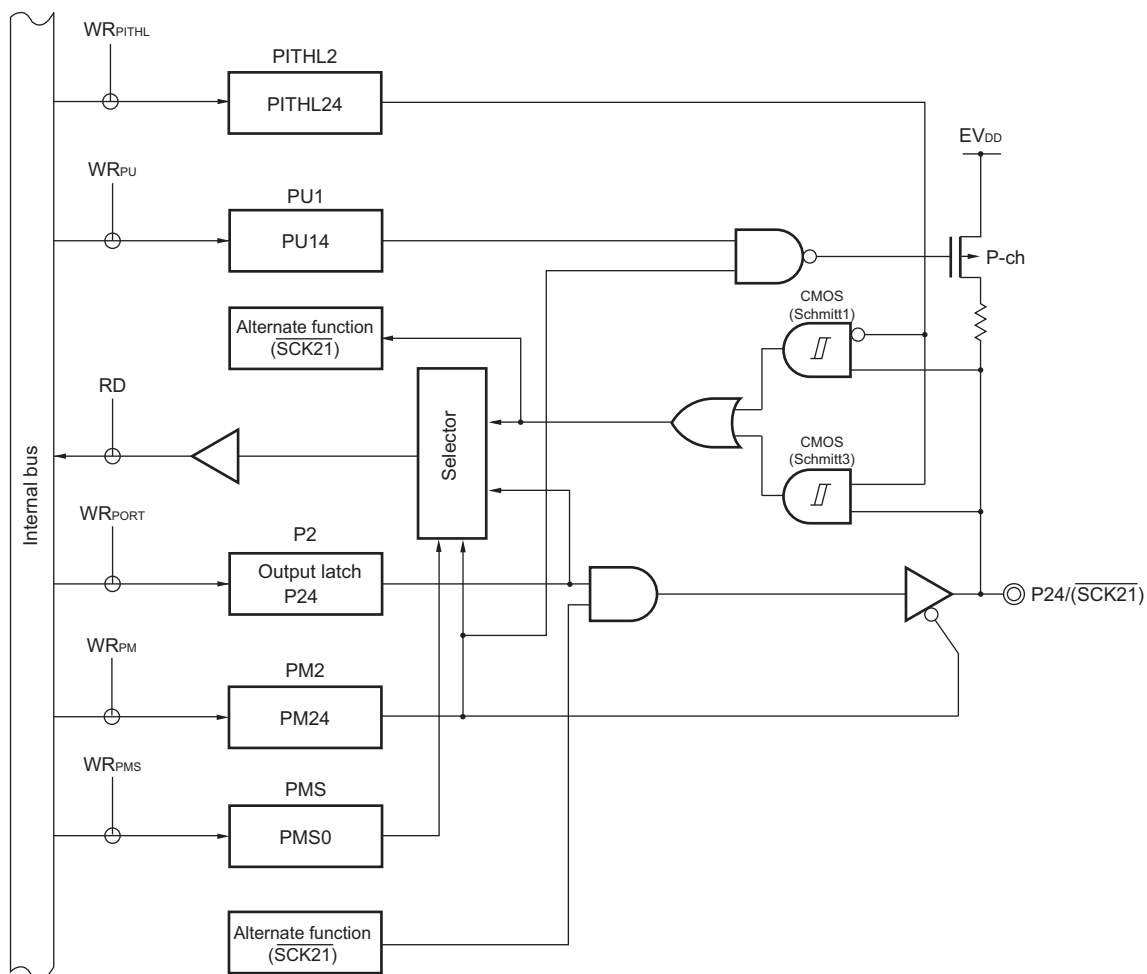 WRPITHL
PITHL2
PITHL24
EVDD
WRPU
PU1
PU14
P-ch
CMOS
(Schmitt1)
Alternate function
(SCK21)
RD
Selector
CMOS
(Schmitt3)
Internal bus
WRPORT
P2
Output latch
P24
P24/(SCK21)
WRPM
PM2
PM24
WRPMS
PMS
PMS0
Alternate function
(SCK21)